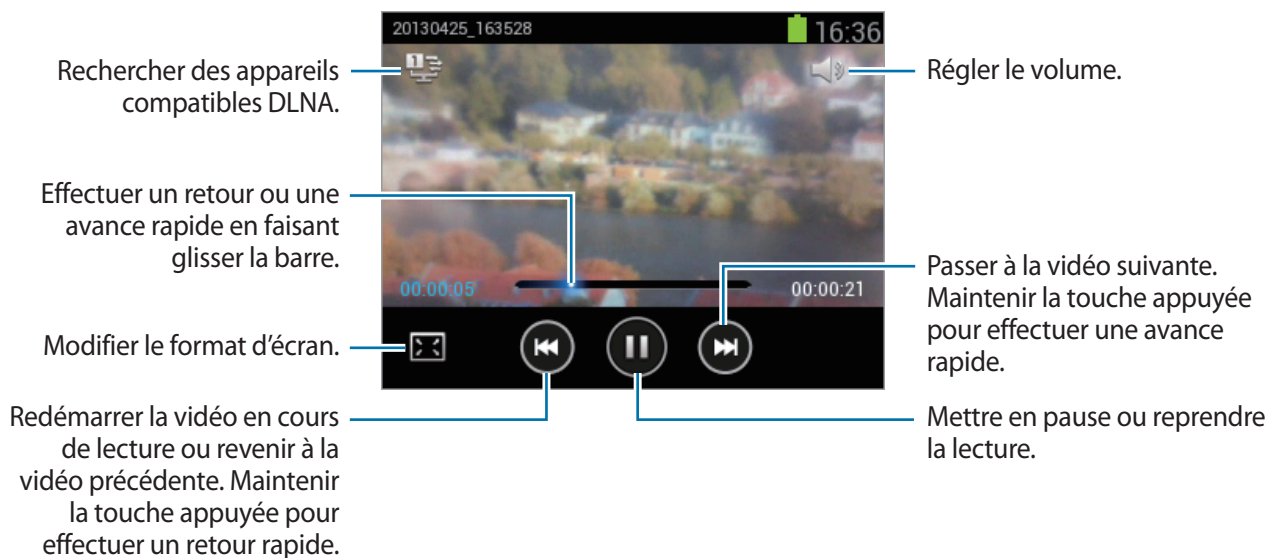 20130425_163528
16:36
Rechercher des appareils
compatibles DLNA.
Régler le volume.
1
Effectuer un retour ou une
avance rapide en faisant
glisser la barre.
00:00:05
00:00:21
Passer à la vidéo suivante.
Maintenir la touche appuyée
pour effectuer une avance
rapide.
Modifier le format d'écran.
Redémarrer la vidéo en cours
de lecture ou revenir à la
vidéo précédente. Maintenir
la touche appuyée pour
effectuer un retour rapide.
Mettre en pause ou reprendre
la lecture.